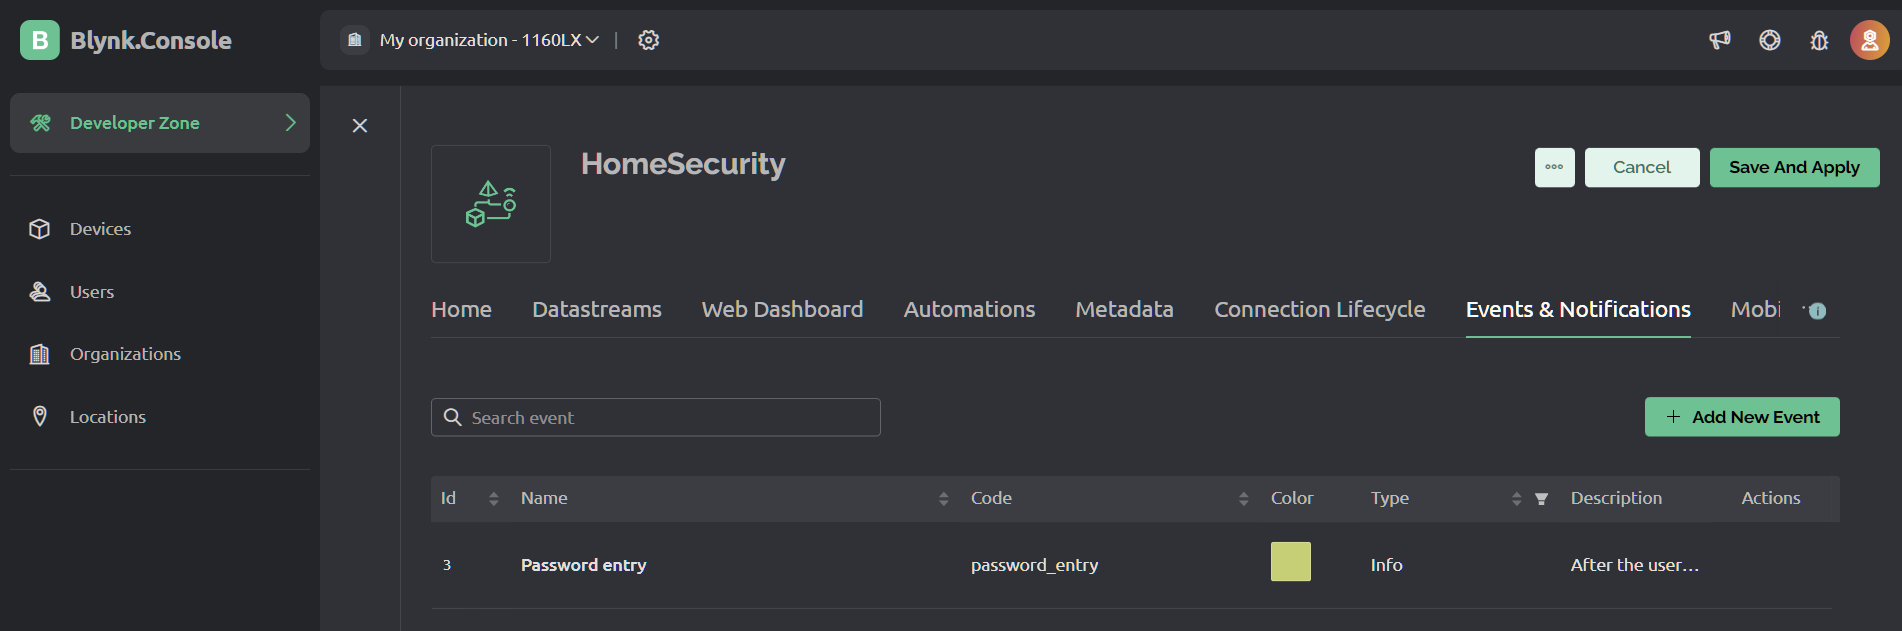 B Blynk.Console
My organization - 1160LX
Developer Zone
Devices
Users
Organizations
Locations
HomeSecurity
Cancel
Save And Apply
Home Datastreams Web Dashboard Automations Metadata Connection Lifecycle Events & Notifications Mobi
Search event
+ Add New Event
Id Name Code Color Type Description Actions
3 Password entry password_entry Info After the user...